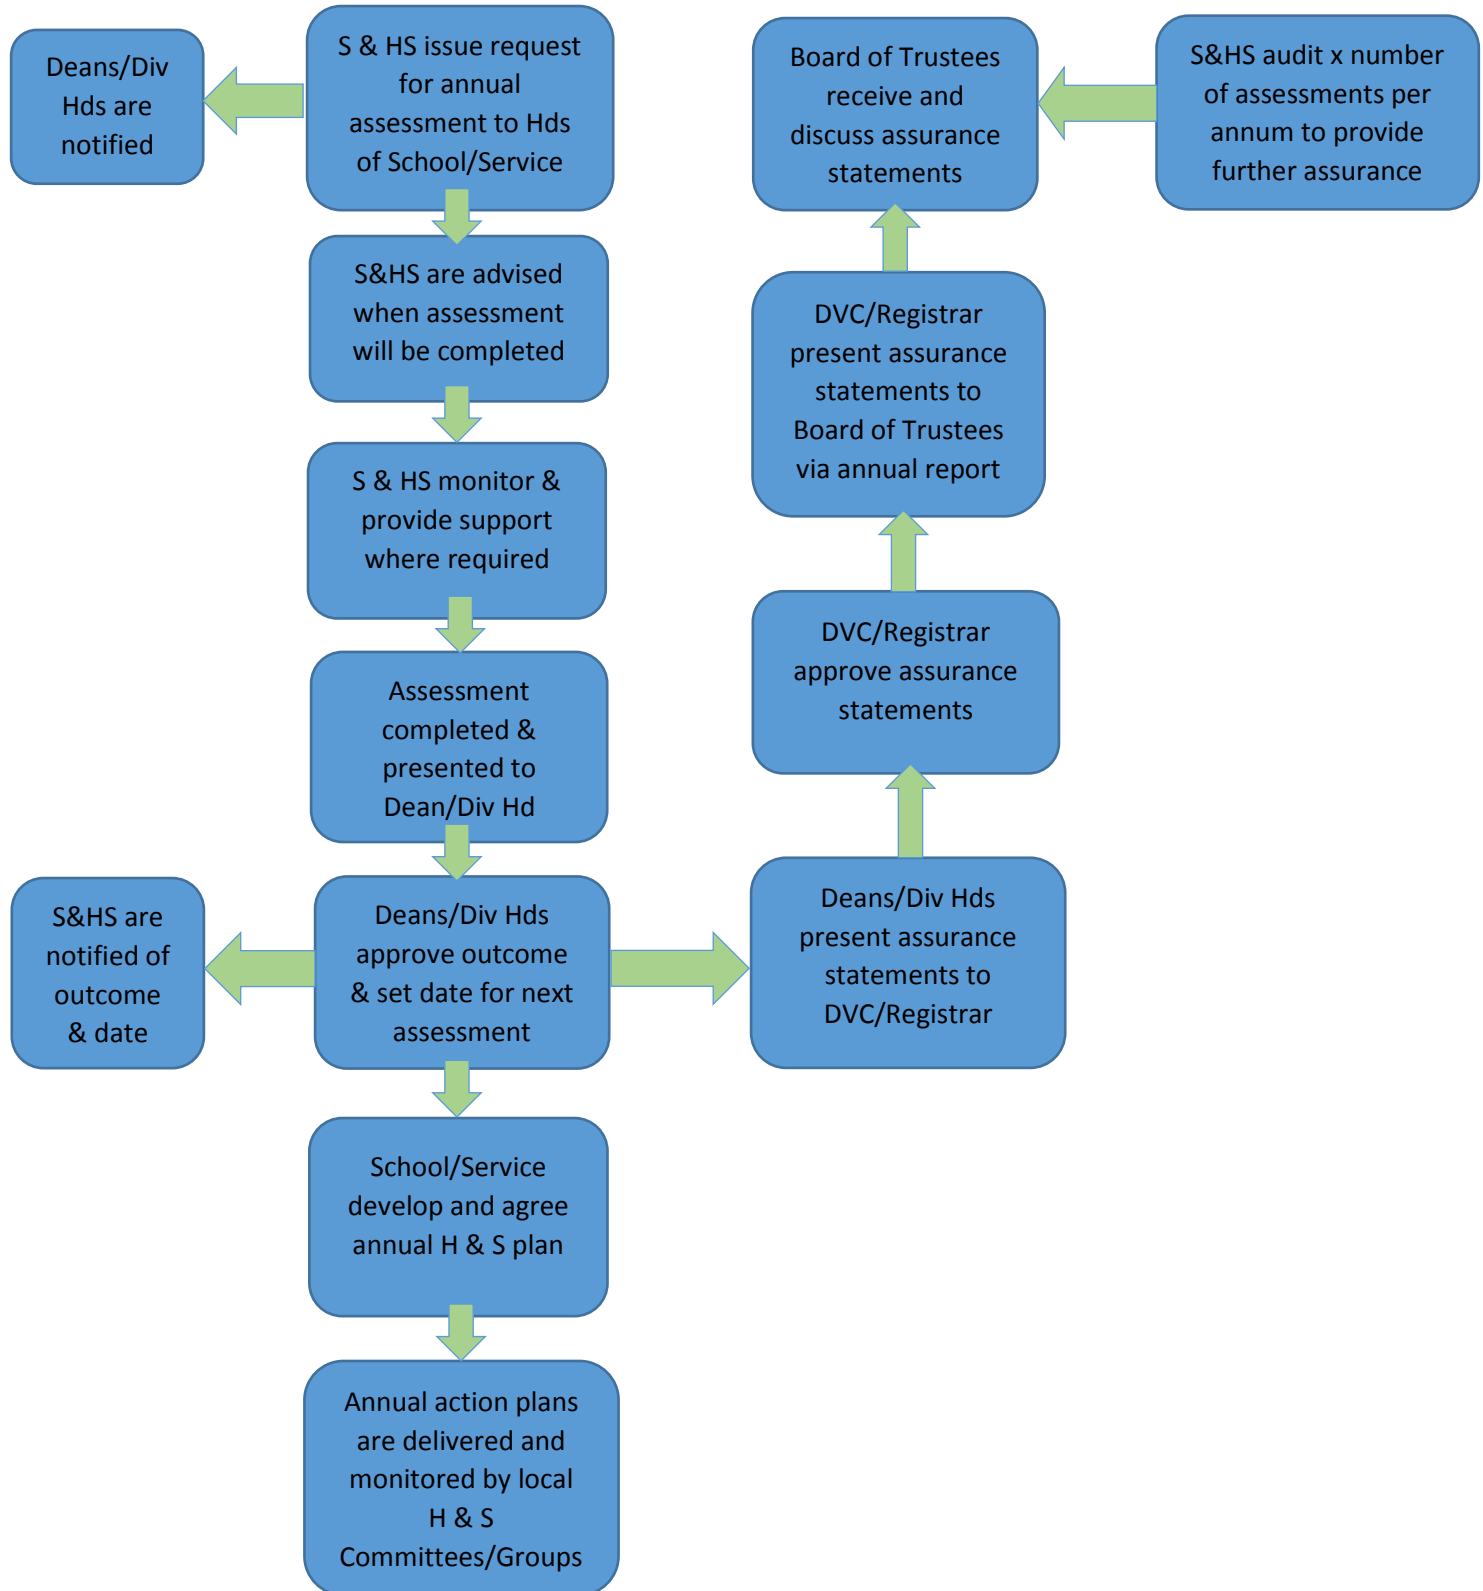 Deans/Div
Hds are
notified
S & HS issue request
for annual
assessment to Hds
of School/Service
S&HS are advised
when assessment
will be completed
S & HS monitor &
provide support
where required
Assessment
completed &
presented to
Dean/Div Hd
S&HS are
notified of
outcome
& date
Deans/Div Hds
approve outcome
& set date for next
assessment
School/Service
develop and agree
annual H & S plan
Annual action plans
are delivered and
monitored by local
H & S
Committees/Groups
Board of Trustees
receive and
discuss assurance
statements
S&HS audit x number
of assessments per
annum to provide
further assurance
DVC/Registrar
present assurance
statements to
Board of Trustees
via annual report
DVC/Registrar
approve assurance
statements
Deans/Div Hds
present assurance
statements to
DVC/Registrar